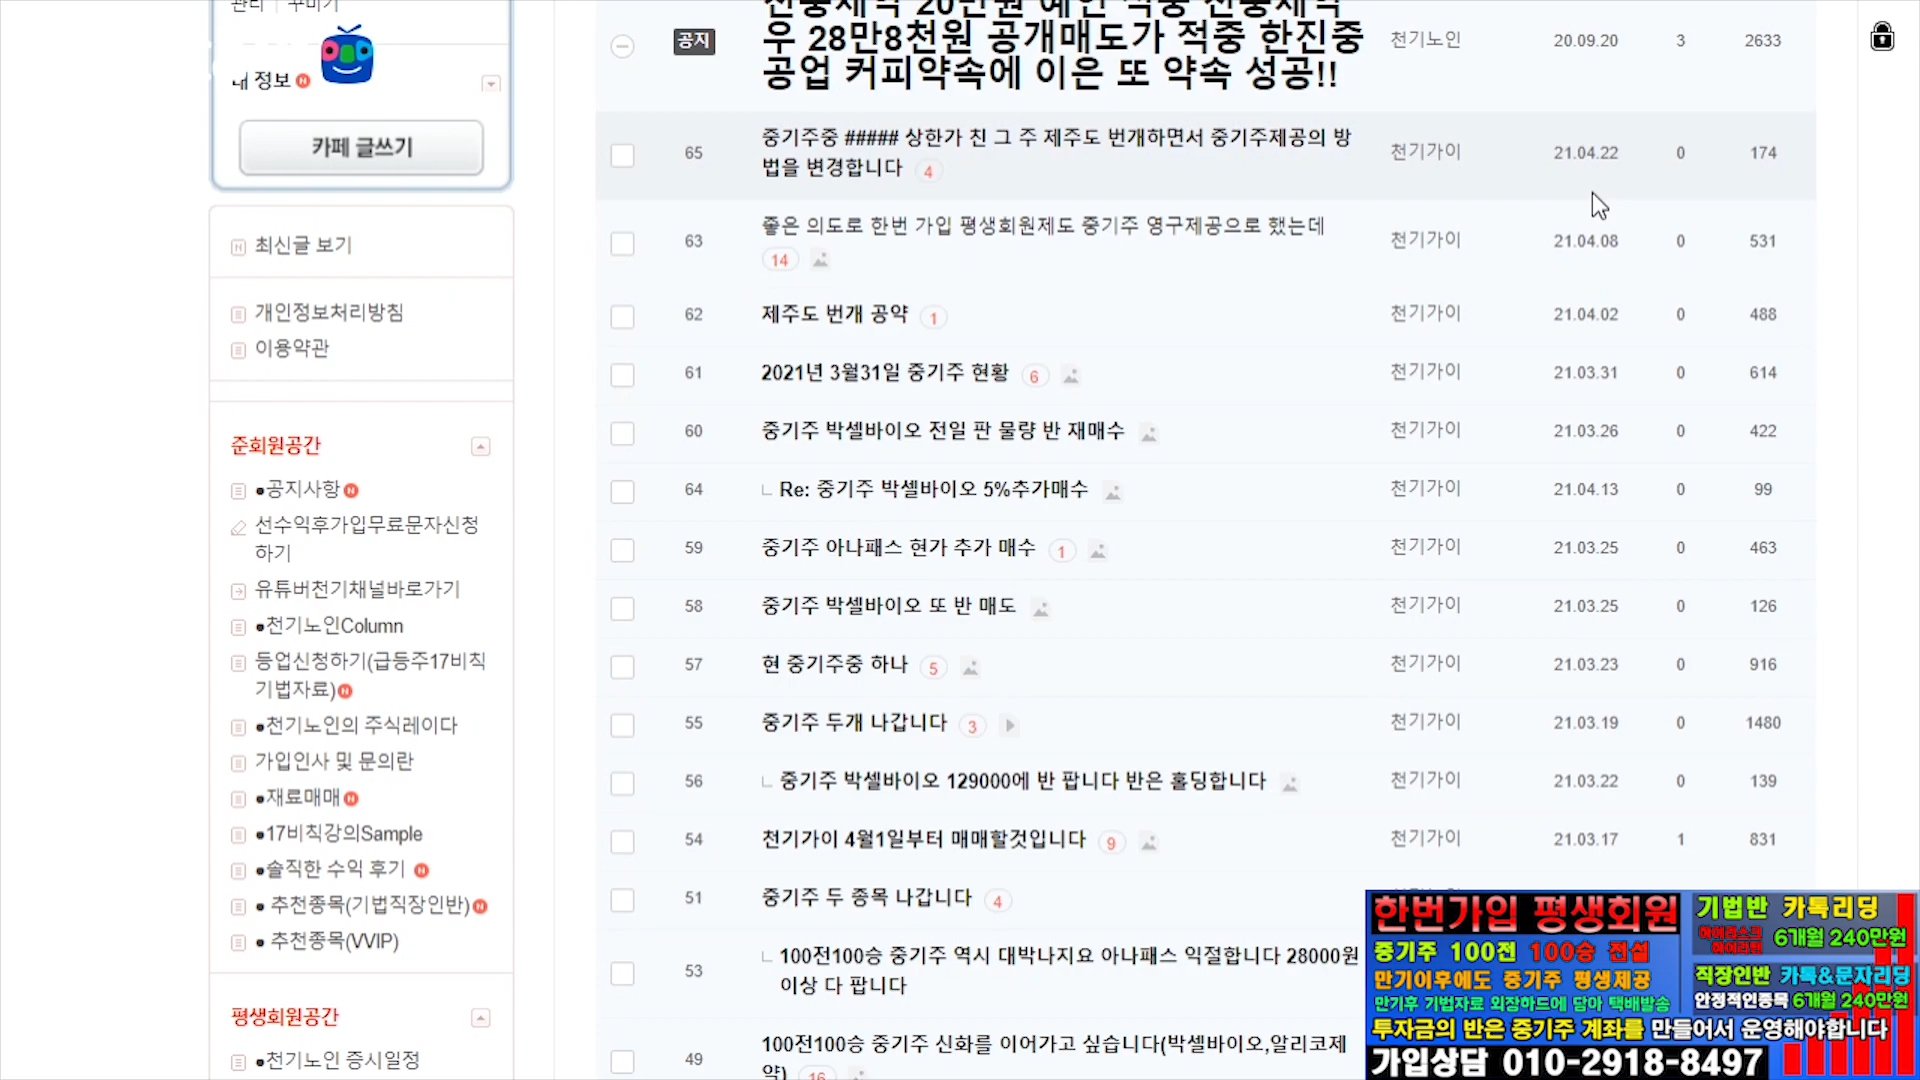 관리 꾸미기
내 정보
카페 글쓰기
최신글 보기
개인정보처리방침
이용약관
준회원공간
●공지사항
선수익후가입무료문자신청
하기
유튜버천기채널바로가기
●천기노인Column
등업신청하기(급등주17비칙
기법자료)
●천기노인의 주식레이다
가입인사 및 문의란
●재료매매
●17비칙강의Sample
●솔직한 수익 후기
● 추천종목(기법직장인반)
● 추천종목(VVIP)
평생회원공간
●천기노인 증시일정
공지
우 28만8천원 공개매도가 적중 한진중
공업 커피약속에 이은 또 약속 성공!!
천기노인 20.09.20 3 2633
65 중기주중 ##### 상한가 친 그 주 제주도 번개하면서 중기주제공의 방
법을 변경합니다 4
천기가이 21.04.22 0 174
63 좋은 의도로 한번 가입 평생회원제도 중기주 영구제공으로 했는데
14
천기가이 21.04.08 0 531
62 제주도 번개 공약 1 천기가이 21.04.02 0 488
61 2021년 3월31일 중기주 현황 6 천기가이 21.03.31 0 614
60 중기주 박셀바이오 전일 판 물량 반 재매수 천기가이 21.03.26 0 422
64 Re: 중기주 박셀바이오 5%추가매수 천기가이 21.04.13 0 99
59 중기주 아나패스 현가 추가 매수 1 천기가이 21.03.25 0 463
58 중기주 박셀바이오 또 반 매도 천기가이 21.03.25 0 126
57 현 중기주중 하나 5 천기가이 21.03.23 0 916
55 중기주 두개 나갑니다 3 천기가이 21.03.19 0 1480
56 중기주 박셀바이오 129000에 반 팝니다 반은 홀딩합니다 천기가이 21.03.22 0 139
54 천기가이 4월1일부터 매매할것입니다 9 천기가이 21.03.17 1 831
51 중기주 두 종목 나갑니다 4
53 100전100승 중기주 역시 대박나지요 아나패스 익절합니다 28000원
이상 다 팝니다
49 100전100승 중기주 신화를 이어가고 싶습니다(박셀바이오,알리코제
약) 16
한번가입 평생회원
중기주 100전 100승 전설
만기이후에도 중기주 평생제공
만기후 기법자료 외장하드에 담아 택배발송
기법반 카톡리딩
하이리스크
하이리턴
6개월 240만원
직장인반 카톡&문자리딩
안정적인종목 6개월 240만원
투자금의 반은 중기주 계좌를 만들어서 운영해야합니다
가입상담 010-2918-8497